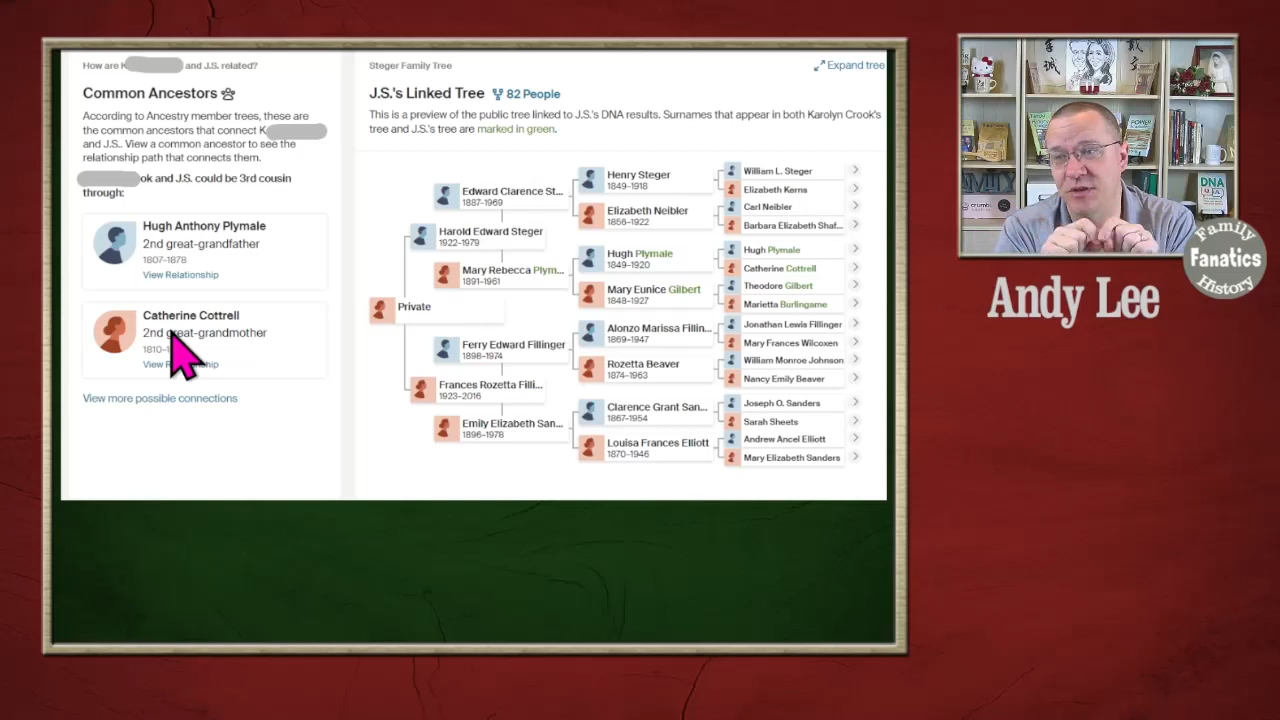 How are K and J.S. related?
Common Ancestors
According to Ancestry member trees, these are
the common ancestors that connect K
and J.S.. View a common ancestor to see the
relationship path that connects them.
ok and J.S. could be 3rd cousin
through:
Hugh Anthony Plymale
2nd great-grandfather
1807-1878
View Relationship
Catherine Cottrell
2nd great-grandmother
1810-1
View R
View more possible connections
Steger Family Tree
Expand tree
J.S.'s Linked Tree 82 People
This is a preview of the public tree linked to J.S.'s DNA results. Surnames that appear in both Karolyn Crook's
tree and J.S.'s tree are marked in green.
Private
Harold Edward Steger
1922-1979
Frances Rozetta Filli...
1923-2016
Edward Clarence St...
1887-1969
Mary Rebecca Plym...
1891-1961
Ferry Edward Fillinger
1898-1974
Emily Elizabeth San...
1896-1978
Henry Steger
1849-1918
Elizabeth Neibler
1856-1922
Hugh Plymale
1849-1920
Mary Eunice Gilbert
1848-1927
Alonzo Marissa Fillin...
1869-1947
Rozetta Beaver
1874-1963
Clarence Grant San...
1867-1954
Louisa Frances Elliott
1870-1946
William L. Steger
Elizabeth Kerns
Carl Neibler
Barbara Elizabeth Shaf...
Hugh Plymale
Catherine Cottrell
Theodore Gilbert
Marietta Burlingame
Jonathan Lewis Fillinger
Mary Frances Wilcoxen
William Monroe Johnson
Nancy Emily Beaver
Joseph O. Sanders
Sarah Sheets
Andrew Ancel Elliott
Mary Elizabeth Sanders
POWER
DNA
Andy Lee
Family
Fanatics
History